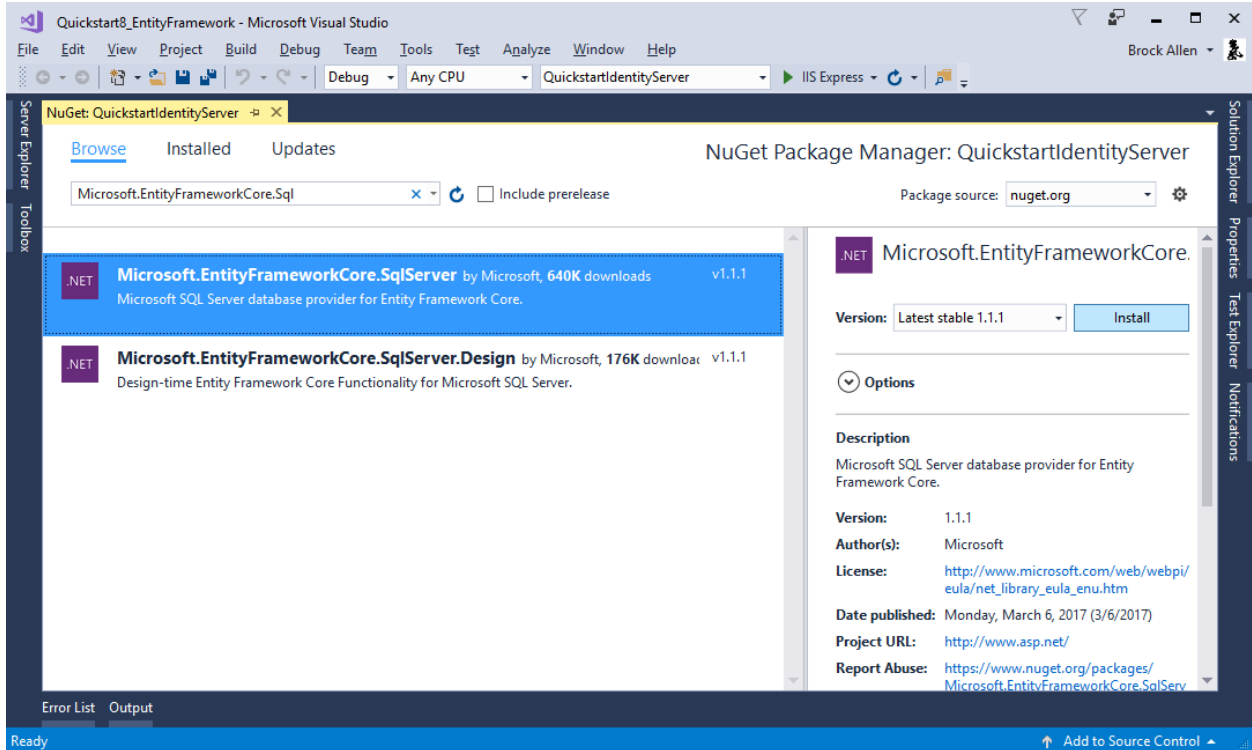 Quickstart8_EntityFramework - Microsoft Visual Studio
File Edit View Project Build Debug Team Tools Test Analyze Window Help Brock Allen
Debug Any CPU QuickstartIdentityServer IIS Express
Server Explorer
Toolbox
NuGet: QuickstartIdentityServer
Browse Installed Updates
NuGet Package Manager: QuickstartIdentityServer
Microsoft.EntityFrameworkCore.Sql
Include prerelease
Package source: nuget.org
.NET
Microsoft.EntityFrameworkCore.SqlServer by Microsoft, 640K downloads v1.1.1
Microsoft SQL Server database provider for Entity Framework Core.
.NET
Microsoft.EntityFrameworkCore.SqlServer.Design by Microsoft, 176K downloac v1.1.1
Design-time Entity Framework Core Functionality for Microsoft SQL Server.
.NET
Microsoft.EntityFrameworkCore.
Version: Latest stable 1.1.1 Install
Options
Description
Microsoft SQL Server database provider for Entity
Framework Core.
Version: 1.1.1
Author(s): Microsoft
License: http://www.microsoft.com/web/webpi/
eula/net_library_eula_enu.htm
Date published: Monday, March 6, 2017 (3/6/2017)
Project URL: http://www.asp.net/
Report Abuse: https://www.nuget.org/packages/
Microsoft.EntityFrameworkCore.SqlServ
Solution Explorer
Properties
Test Explorer
Notifications
Error List Output
Ready Add to Source Control